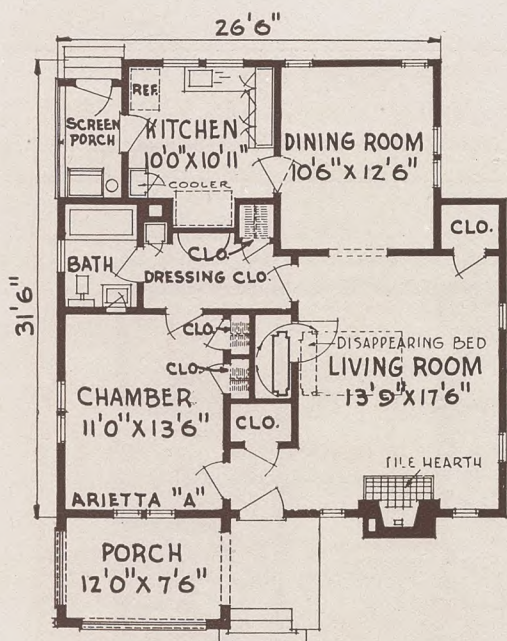 26'6"
REF.
SCREEN
PORCH
KITCHEN
10'0"X10'11"
DINING ROOM
10'6"X12'6"
COOLER
CLO.
BATH
CLO.
DRESSING CLO.
31'6"
CLO.
DISAPPEARING BED
CLO.
LIVING ROOM
13'9"X17'6"
CHAMBER
11'0"X13'6"
CLO.
TILE HEARTH
ARIETTA "A"
PORCH
12'0"X7'6"